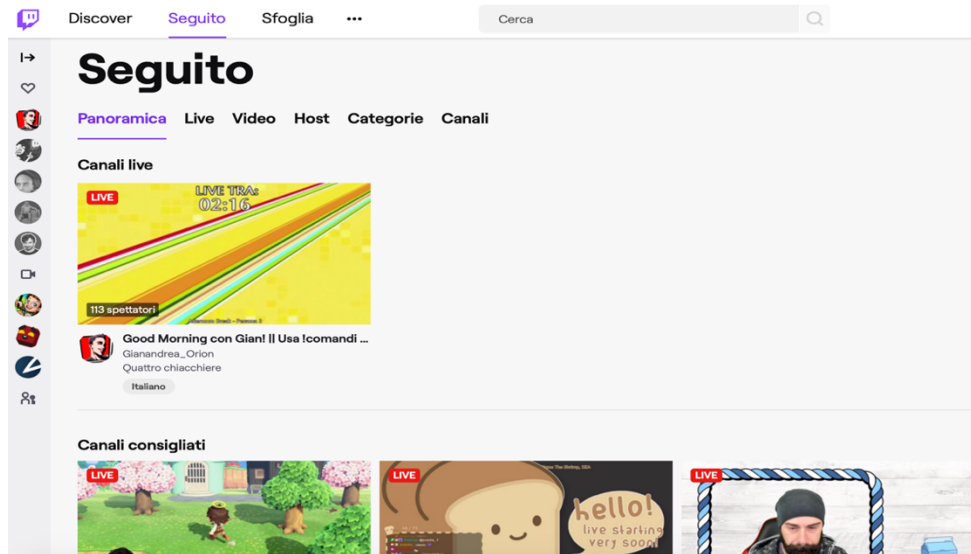 Discover Seguito Sfoglia ••• Cerca
Seguito
Panoramica Live Video Host Categorie Canali
Canali live
LIVE
LIVE TRA:
02:16
113 spettatori
Good Morning con Gian! || Usa !comandi ...
Gianandrea_Orion
Quattro chiacchiere
Italiano
Canali consigliati
LIVE LIVE LIVE
hello!
live starting
very soon!